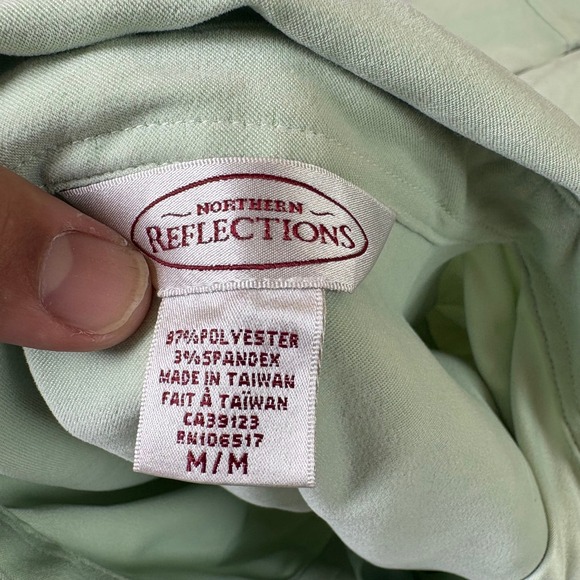 ~ NORTHERN ~
REFLECTIONS
97% POLYESTER
3% SPANDEX
MADE IN TAIWAN
FAIT À TAÏWAN
CA39123
RN106517
M/M